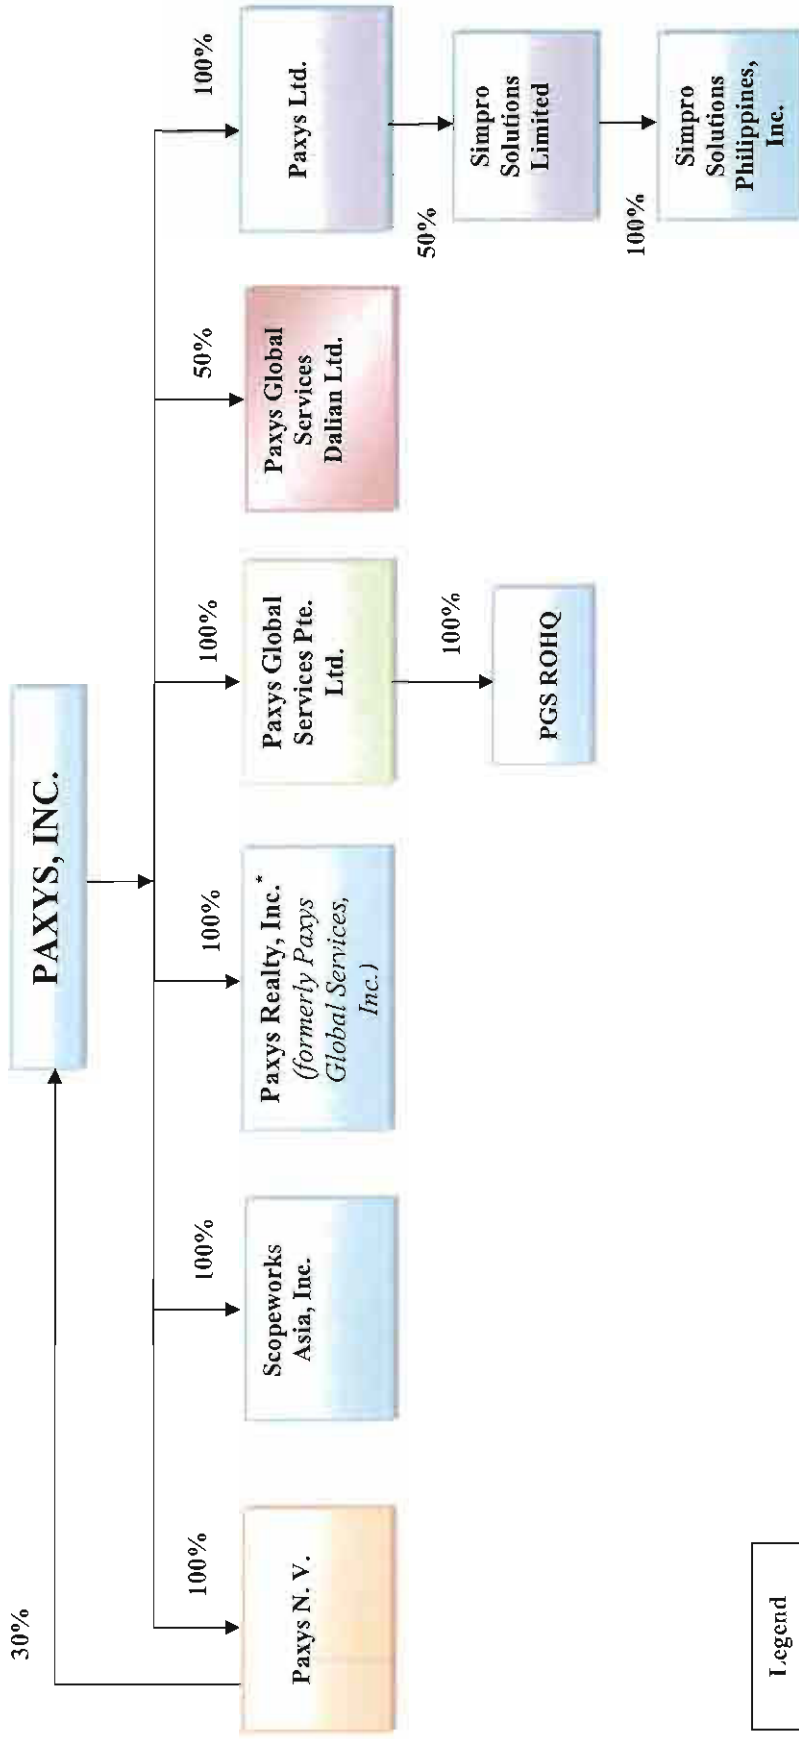 PAXYS, INC.
30%
100%
100%
100%
100%
50%
100%
Paxys N. V.
Scopeworks
Asia, Inc.
Paxys Realty, Inc.*
(formerly Paxys
Global Services,
Inc.)
Paxys Global
Services Pte.
Ltd.
Paxys Global
Services
Dalian Ltd.
Paxys Ltd.
100%
PGS ROHQ
50%
Simpro
Solutions
Limited
100%
Simpro
Solutions
Philippines,
Inc.
Legend